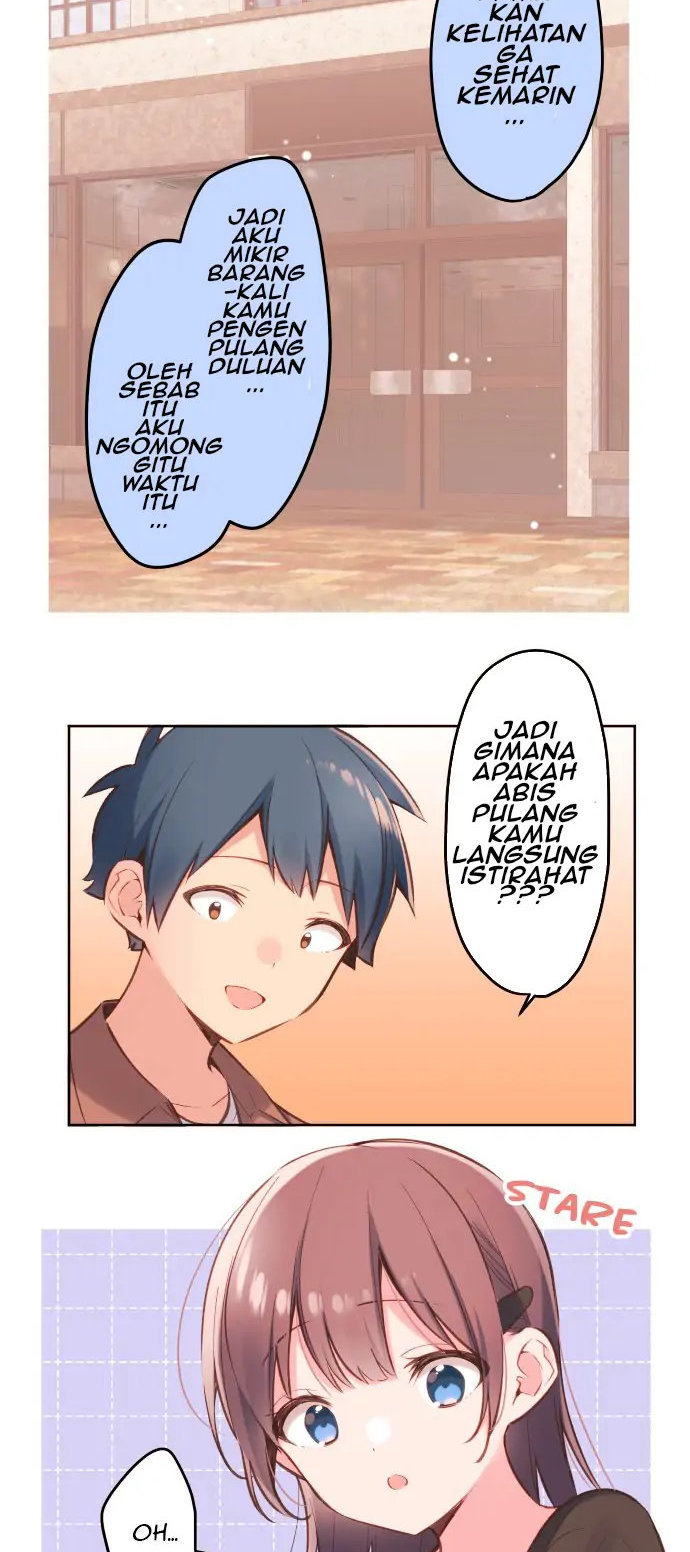 KAN
KELIHATAN
GA
SEHAT
KEMARIN
...
JADI
AKU
MIKIR
BARANG
-KALI
KAMU
PENGEN
PULANG
DULUAN
...
OLEH
SEBAB
ITU
AKU
NGOMONG
GITU
WAKTU
ITU
...
JADI
GIMANA
APAKAH
ABIS
PULANG
KAMU
LANGSUNG
ISTIRAHAT
???
STARE
OH...